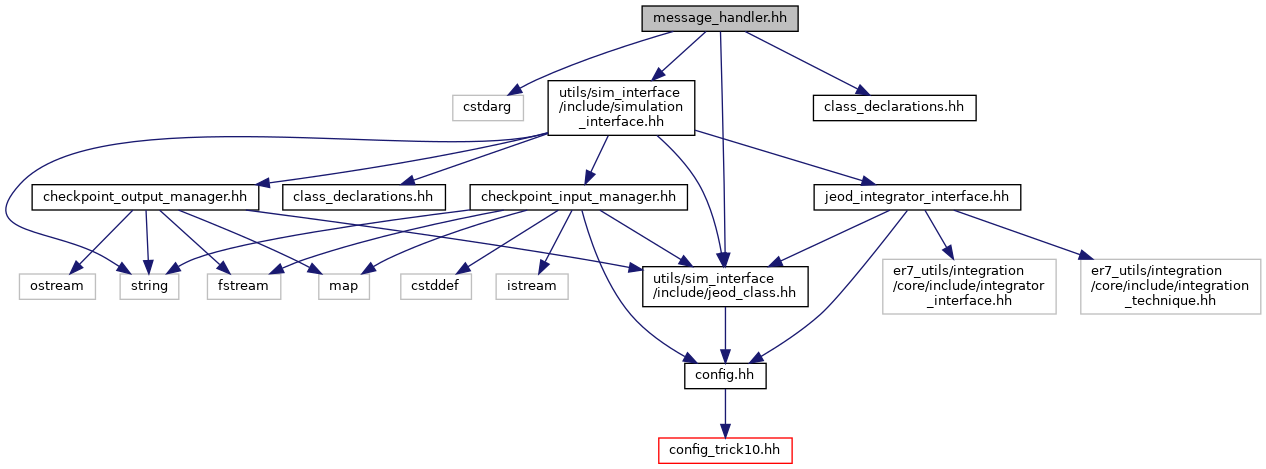 message_handler.hh
cstdarg
utils/sim_interface
/include/simulation
_interface.hh
class_declarations.hh
checkpoint_output_manager.hh
class_declarations.hh
checkpoint_input_manager.hh
jeod_integrator_interface.hh
ostream
string
fstream
map
cstddef
istream
utils/sim_interface
/include/jeod_class.hh
er7_utils/integration
/core/include/integrator
_interface.hh
er7_utils/integration
/core/include/integration
_technique.hh
config.hh
config_trick10.hh